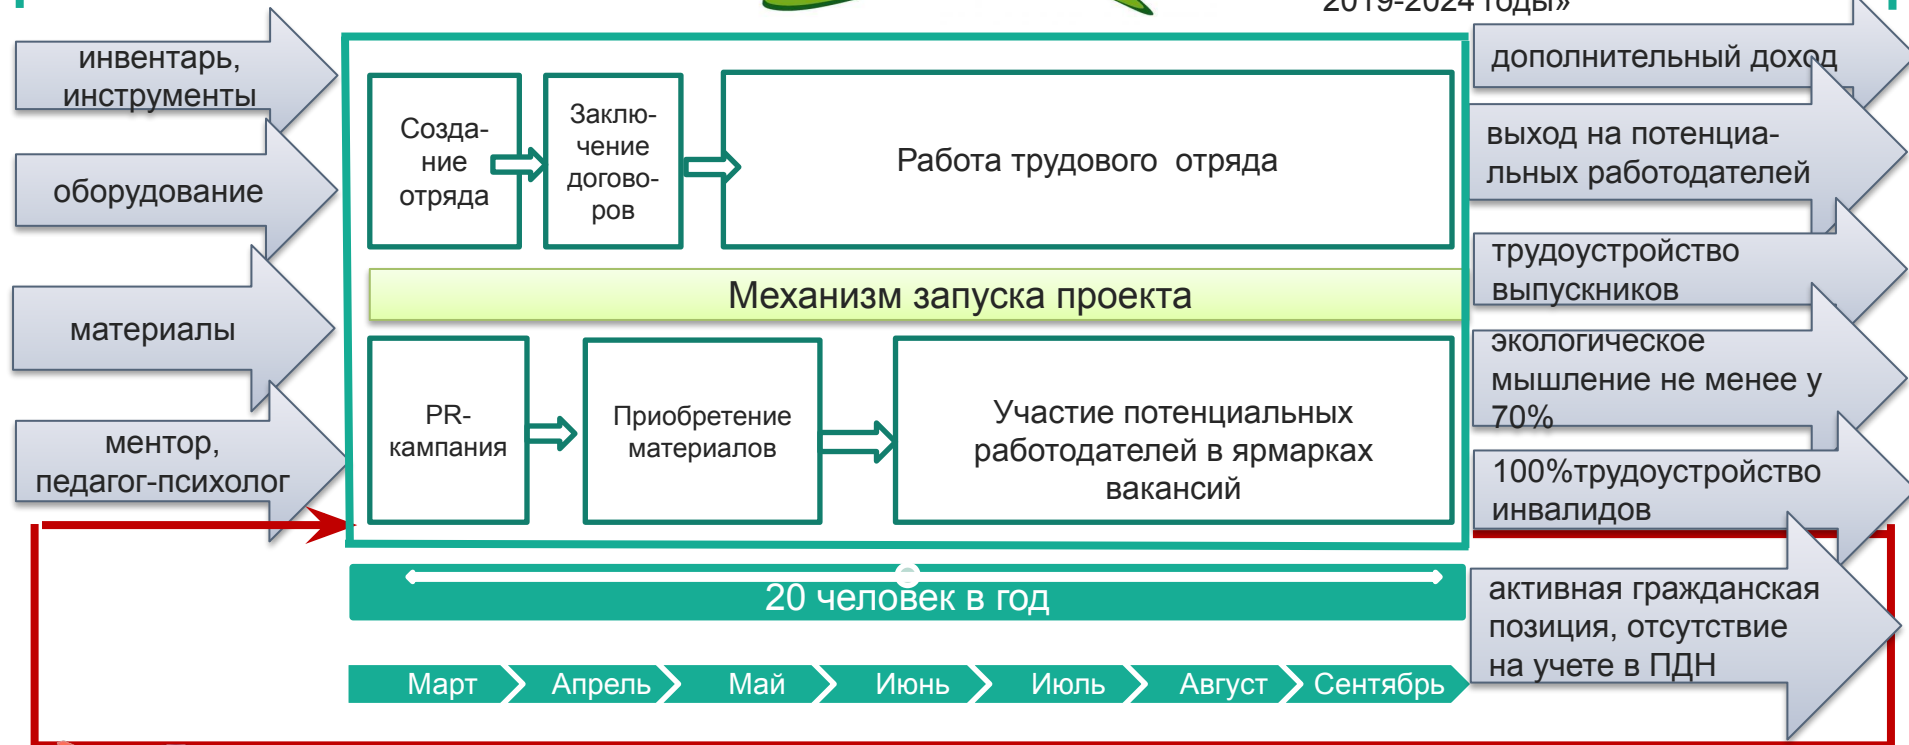 2019-2024 годы»
инвентарь,
инструменты
оборудование
материалы
ментор,
педагог-психолог
Созда-
ние
отряда
Заклю-
чение
догово-
ров
Работа трудового отряда
Механизм запуска проекта
PR-
кампания
Приобретение
материалов
Участие потенциальных
работодателей в ярмарках
вакансий
20 человек в год
Март
Апрель
Май
Июнь
Июль
Август
Сентябрь
дополнительный доход
выход на потенциа-
льных работодателей
трудоустройство
выпускников
экологическое
мышление не менее у
70%
100%трудоустройство
инвалидов
активная гражданская
позиция, отсутствие
на учете в ПДН